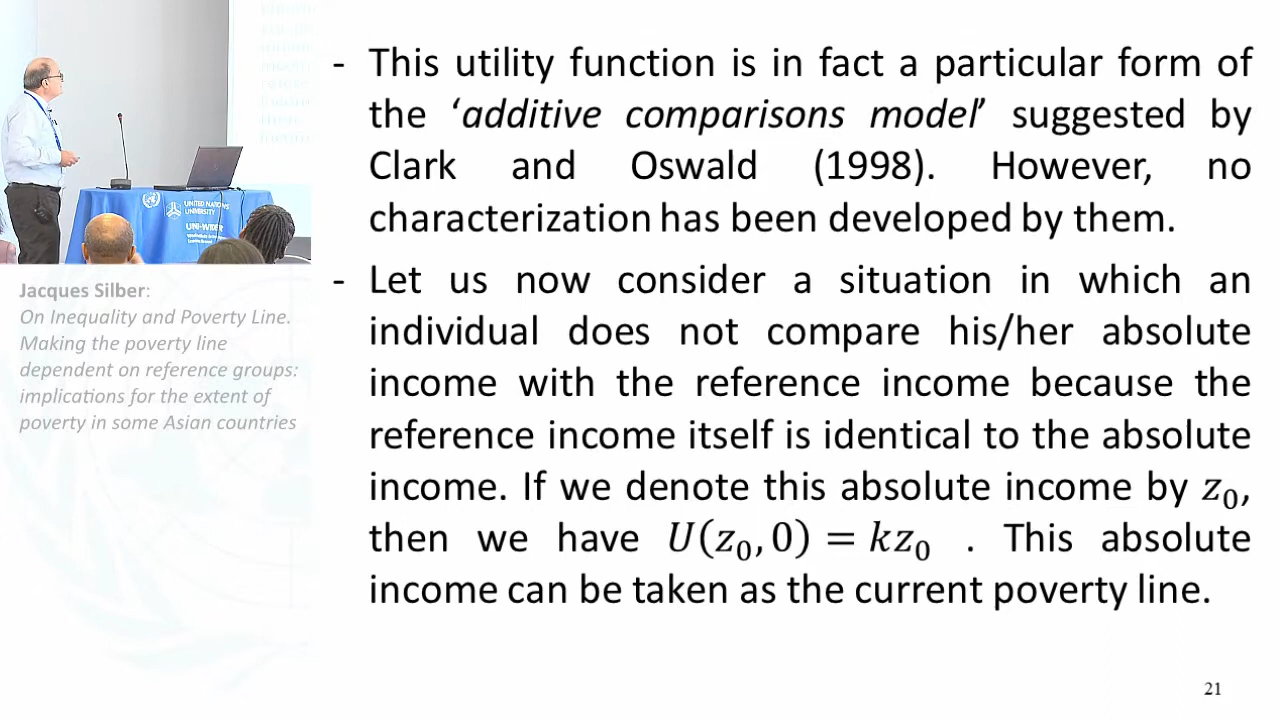 - This utility function is in fact a particular form of
the ‘additive comparisons model’ suggested by
Clark and Oswald (1998). However, no
characterization has been developed by them.
- Let us now consider a situation in which an
individual does not compare his/her absolute
income with the reference income because the
reference income itself is identical to the absolute
income. If we denote this absolute income by z₀,
then we have U(z₀, 0) = kz₀ . This absolute
income can be taken as the current poverty line.
UNITED NATIONS
UNIVERSITY
UNU-WIDER
Jacques Silber:
On Inequality and Poverty Line.
Making the poverty line
dependent on reference groups:
implications for the extent of
poverty in some Asian countries
21